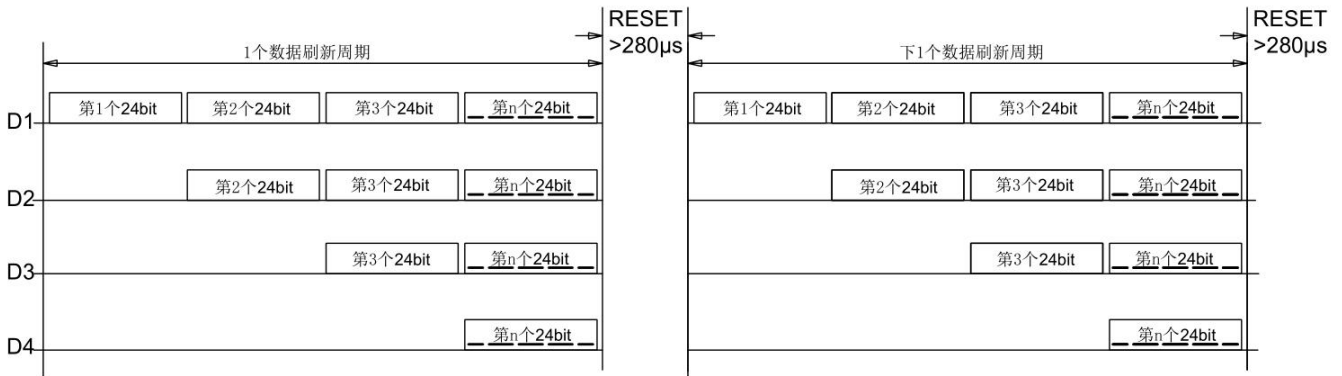 RESET
>280μs
RESET
>280μs
1个数据刷新周期
下1个数据刷新周期
D1
第1个24bit
第2个24bit
第3个24bit
第n个24bit
第1个24bit
第2个24bit
第3个24bit
第n个24bit
D2
第2个24bit
第3个24bit
第n个24bit
第2个24bit
第3个24bit
第n个24bit
D3
第3个24bit
第n个24bit
第3个24bit
第n个24bit
D4
第n个24bit
第n个24bit